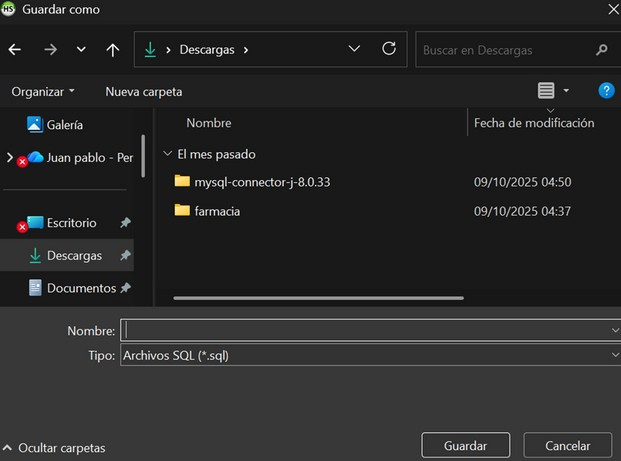 HS Guardar como
Descargas
Buscar en Descargas
Organizar
Nueva carpeta
?
Galería
Juan pablo - Per
Escritorio
Descargas
Documentos
Nombre
Fecha de modificación
El mes pasado
mysql-connector-j-8.0.33 09/10/2025 04:50
farmacia 09/10/2025 04:37
Nombre:
Tipo: Archivos SQL (*.sql)
Ocultar carpetas
Guardar
Cancelar